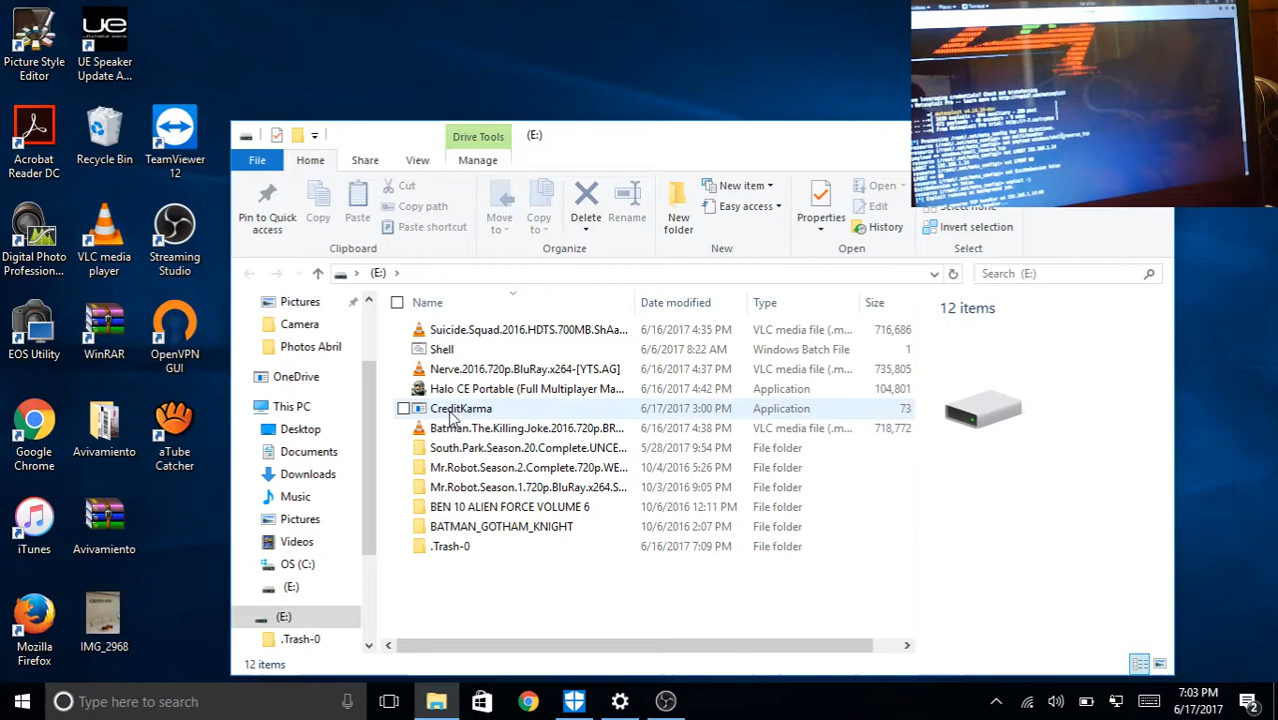 Picture Style
Editor
UE
UE Speaker
Update A...
Acrobat
Reader DC
Recycle Bin
TeamViewer
12
Digital Photo
Profession...
VLC media
player
Streaming
Studio
EOS Utility
WinRAR
OpenVPN
GUI
Google
Chrome
Avivamiento
aTube
Catcher
iTunes
Avivamiento
Mozilla
Firefox
IMG_2968
Drive Tools
(E:)
File
Home
Share
View
Manage
Pin to Quick
access
Copy
Paste
Cut
Copy path
Paste shortcut
Clipboard
Move
to
Copy
to
Delete
Rename
Organize
New
folder
New item
Easy access
New
Properties
Open
Edit
History
Open
Invert selection
Select
(E:)
Search (E:)
Pictures
Camera
Photos Abril
OneDrive
This PC
Desktop
Documents
Downloads
Music
Pictures
Videos
OS (C:)
(E:)
(E:)
.Trash-0
Name Date modified Type Size
Suicide.Squad.2016.HDTS.700MB.ShAa... 6/16/2017 4:35 PM VLC media file (.m... 716,686
Shell 6/6/2017 8:22 AM Windows Batch File 1
Nerve.2016.720p.BluRay.x264-[YTS.AG] 6/16/2017 4:37 PM VLC media file (.m... 735,805
Halo CE Portable (Full Multiplayer Ma... 6/16/2017 4:42 PM Application 104,801
CreditKarma 6/17/2017 3:00 PM Application 73
Batman.The.Killing.Joke.2016.720p.BR... 6/16/2017 4:38 PM VLC media file (.m... 718,772
South.Park.Season.20.Complete.UNCE... 5/28/2017 9:54 PM File folder
Mr.Robot.Season.2.Complete.720p.WE... 10/4/2016 5:26 PM File folder
Mr.Robot.Season.1.720p.BluRay.x264.S... 10/3/2016 9:05 PM File folder
BEN 10 ALIEN FORCE VOLUME 6 10/6/2016 12:11 PM File folder
BATMAN_GOTHAM_KNIGHT 10/6/2016 2:07 PM File folder
.Trash-0 6/16/2017 7:09 PM File folder
12 items
12 items
Type here to search
7:03 PM
6/17/2017
2